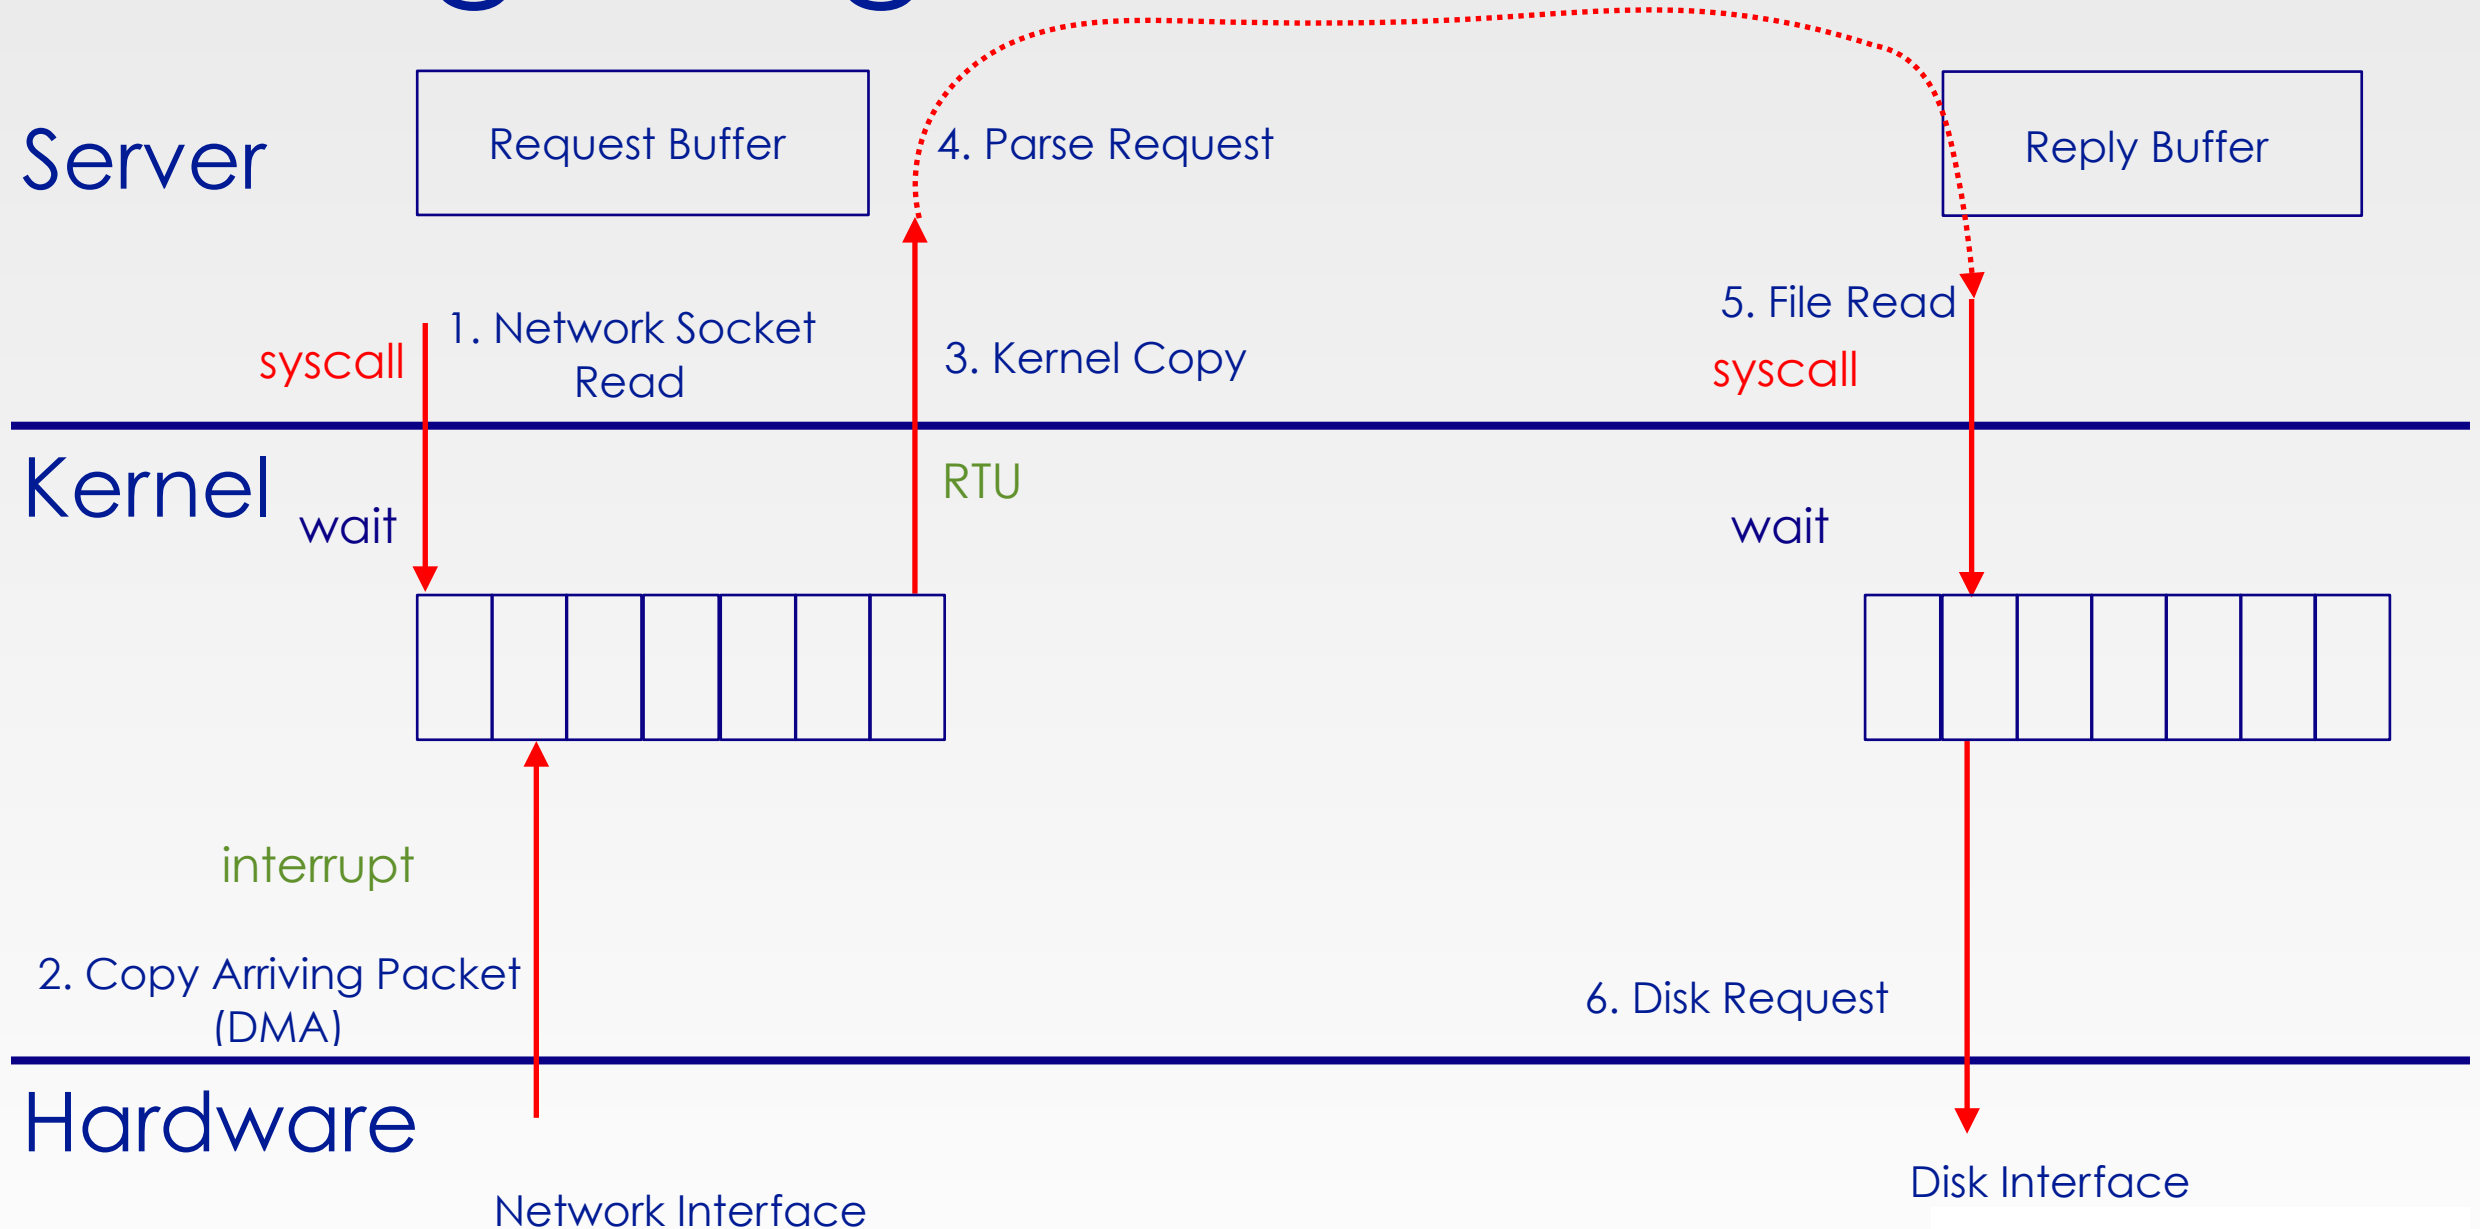 Server
Request Buffer
4. Parse Request
Reply Buffer
syscall
1. Network Socket
Read
3. Kernel Copy
5. File Read
syscall
Kernel
wait
RTU
wait
interrupt
2. Copy Arriving Packet
(DMA)
6. Disk Request
Hardware
Network Interface
Disk Interface